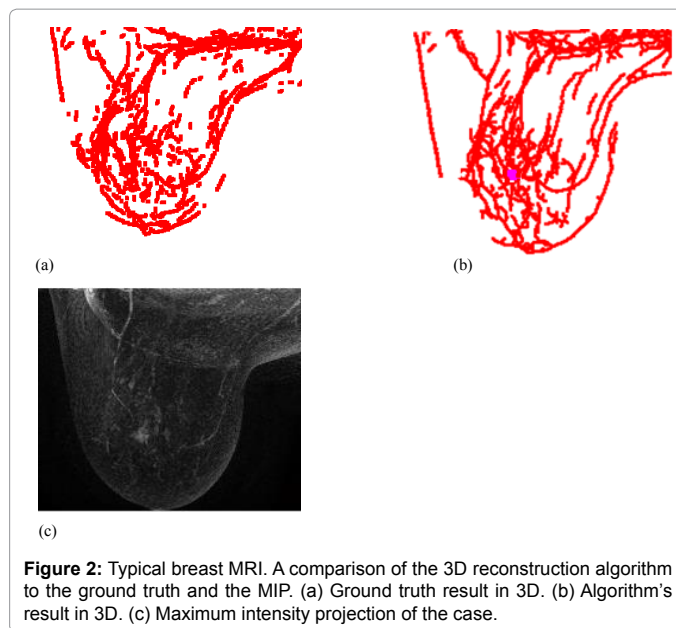 (a)
(b)
(c)
Figure 2: Typical breast MRI. A comparison of the 3D reconstruction algorithm
to the ground truth and the MIP. (a) Ground truth result in 3D. (b) Algorithm's
result in 3D. (c) Maximum intensity projection of the case.